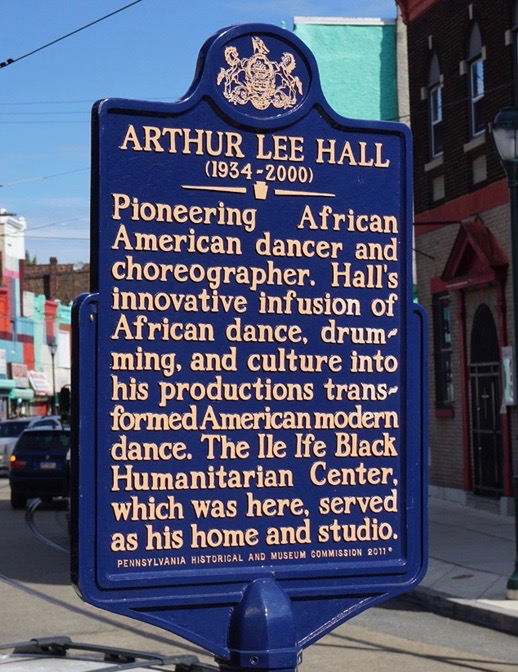 ARTHUR LEE HALL
(1934-2000)
Pioneering African
American dancer and
choreographer. Hall's
innovative infusion of
African dance, drum-
ming, and culture into
his productions trans-
formed American modern
dance. The Ile Ife Black
Humanitarian Center,
which was here, served
as his home and studio.
PENNSYLVANIA HISTORICAL AND MUSEUM COMMISSION 2011